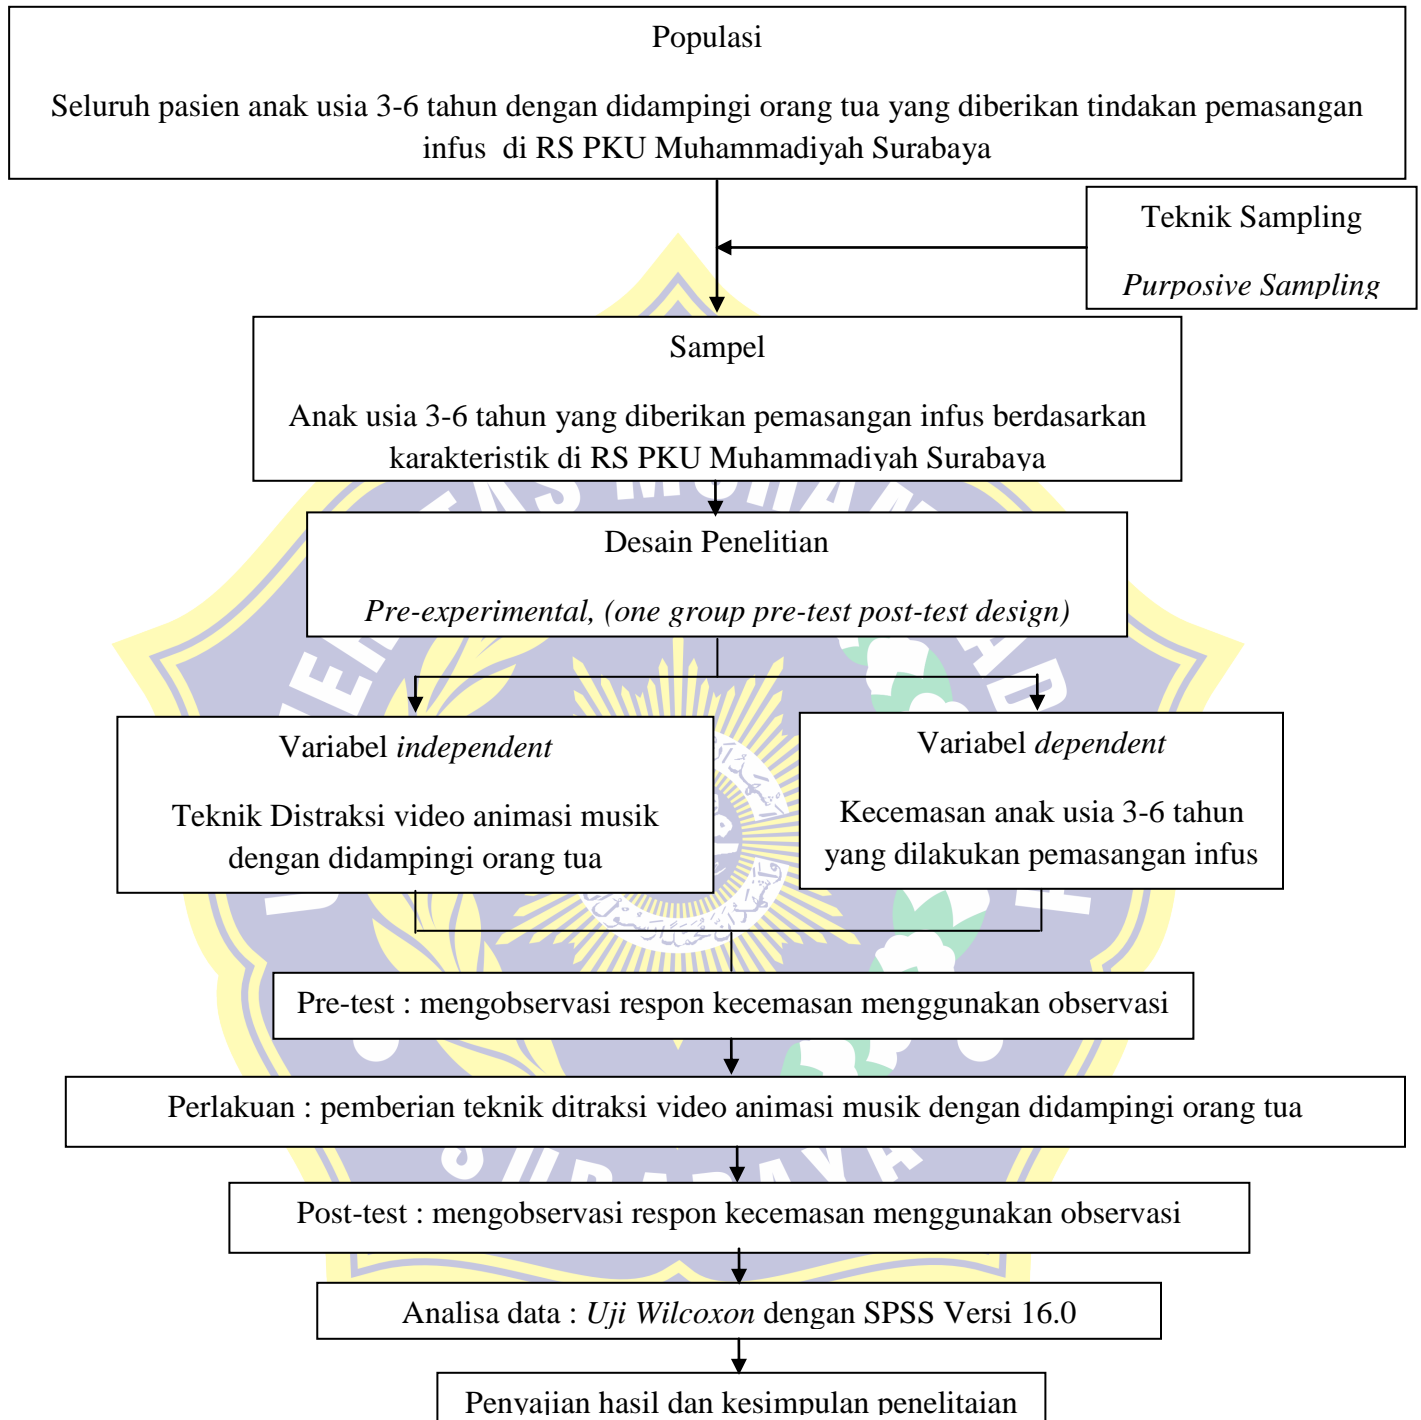 Populasi
Seluruh pasien anak usia 3-6 tahun dengan didampingi orang tua yang diberikan tindakan pemasangan
infus di RS PKU Muhammadiyah Surabaya
Teknik Sampling
Purposive Sampling
Sampel
Anak usia 3-6 tahun yang diberikan pemasangan infus berdasarkan
karakteristik di RS PKU Muhammadiyah Surabaya
Desain Penelitian
Pre-experimental, (one group pre-test post-test design)
Variabel independent
Teknik Distraksi video animasi musik
dengan didampingi orang tua
Variabel dependent
Kecemasan anak usia 3-6 tahun
yang dilakukan pemasangan infus
Pre-test : mengobservasi respon kecemasan menggunakan observasi
Perlakuan : pemberian teknik ditraksi video animasi musik dengan didampingi orang tua
SURABAYA
Post-test : mengobservasi respon kecemasan menggunakan observasi
Analisa data : Uji Wilcoxon dengan SPSS Versi 16.0
Penyajian hasil dan kesimpulan penelitaian